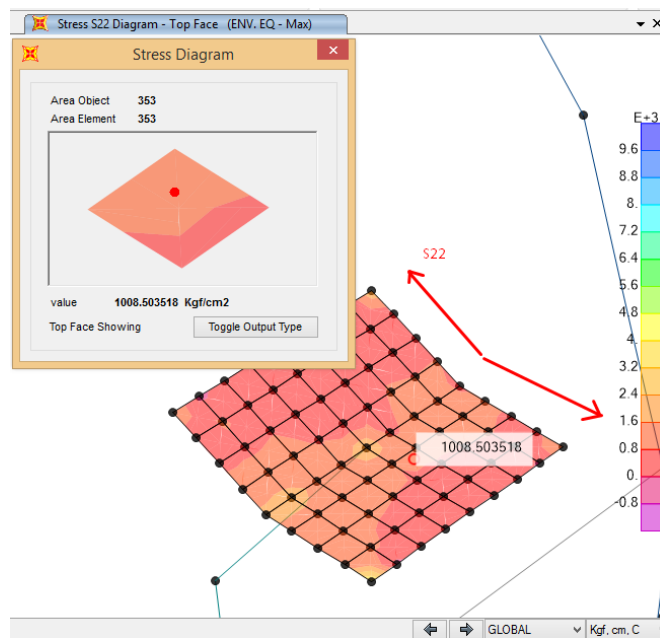 Stress S22 Diagram - Top Face (ENV. EQ - Max)
Stress Diagram
Area Object 353
Area Element 353
value 1008.503518 Kgf/cm2
Top Face Showing Toggle Output Type
S22
1008.503518
E+3
9.6
8.8
8.
7.2
6.4
5.6
4.8
4.
3.2
2.4
1.6
0.8
0.
-0.8
GLOBAL Kgf, cm, C